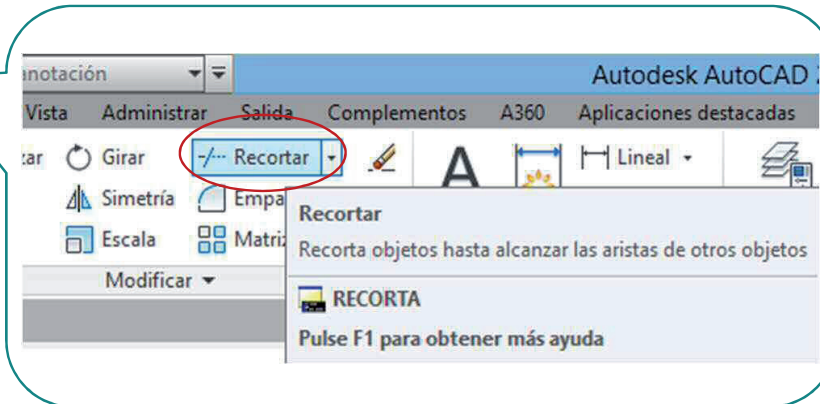 anotación
Autodesk AutoCAD
Vista Administrar Salida Complementos A360 Aplicaciones destacadas
Girar Recortar A Lineal
Simetría
Recortar
Escala
Recorta objetos hasta alcanzar las aristas de otros objetos
Modificar
RECORTA
Pulse F1 para obtener más ayuda